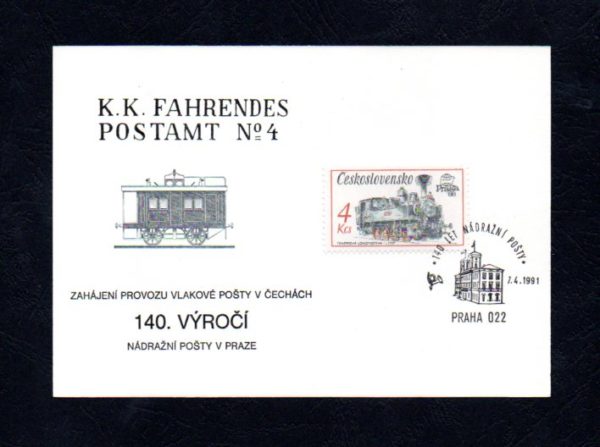 K.K. FAHRENDES
POSTAMT Nº4
Československo
Praha
4
Kčs
140 LET NÁDRAŽNÍ POŠTY
7.4.1991
PRAHA 022
ZAHÁJENÍ PROVOZU VLAKOVÉ POŠTY V ČECHÁCH
140. VÝROČÍ
NÁDRAŽNÍ POŠTY V PRAZE